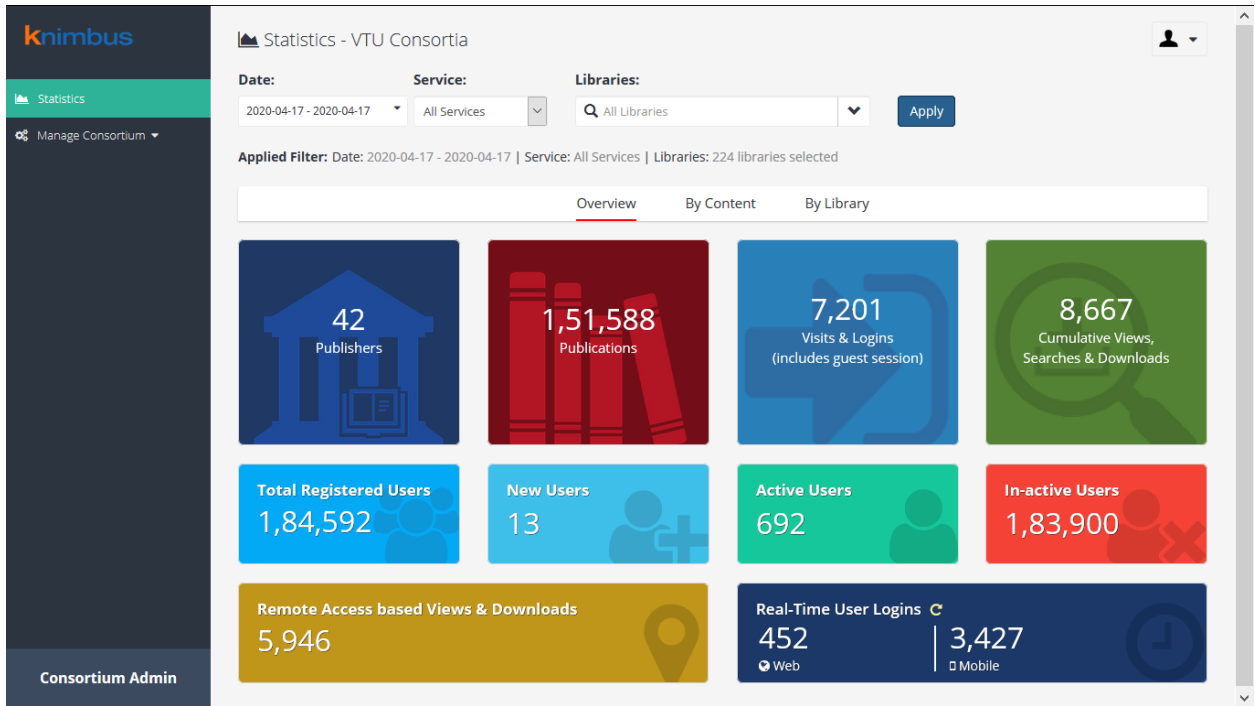 knimbus
Statistics - VTU Consortia
Date: Service: Libraries:
Statistics
2020-04-17 - 2020-04-17 All Services All Libraries Apply
Manage Consortium
Applied Filter: Date: 2020-04-17 - 2020-04-17 | Service: All Services | Libraries: 224 libraries selected
Overview By Content By Library
42
Publishers
1,51,588
Publications
7,201
Visits & Logins
(includes guest session)
8,667
Cumulative Views,
Searches & Downloads
Total Registered Users
1,84,592
New Users
13
Active Users
692
In-active Users
1,83,900
Remote Access based Views & Downloads
5,946
Real-Time User Logins
452 3,427
Web Mobile
Consortium Admin